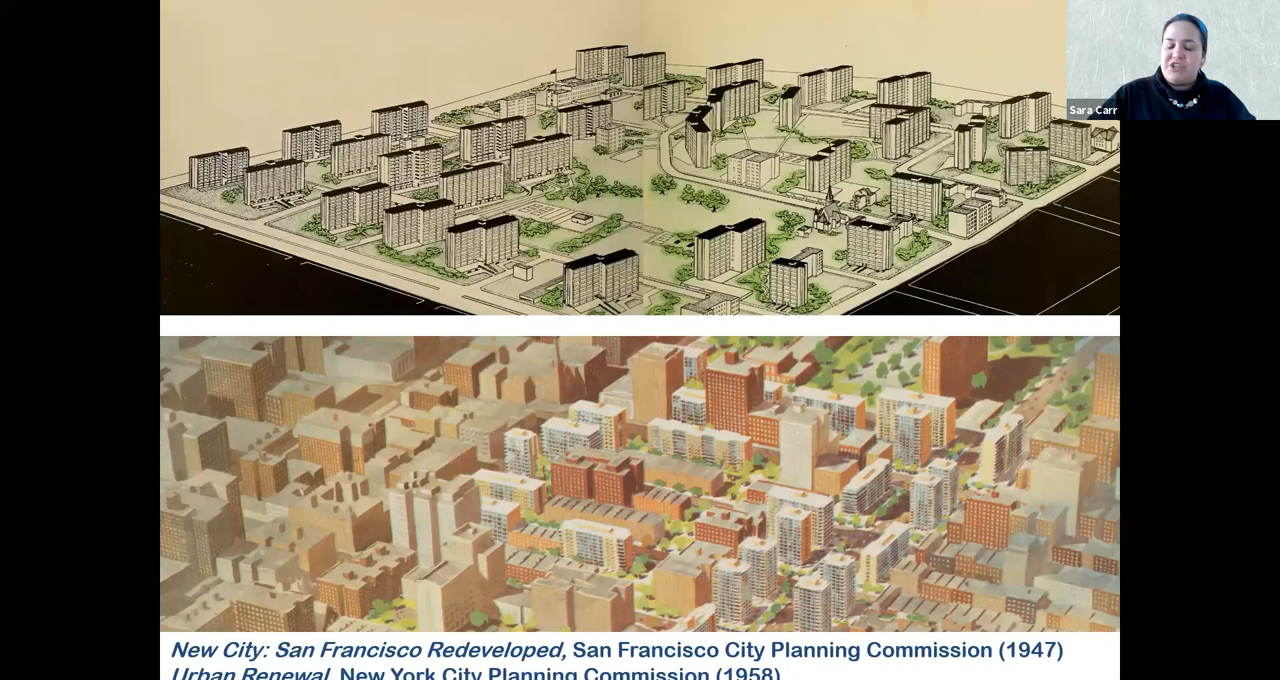 Sara Carr
New City: San Francisco Redeveloped, San Francisco City Planning Commission (1947)
Urban Renewal, New York City Planning Commission (1958)